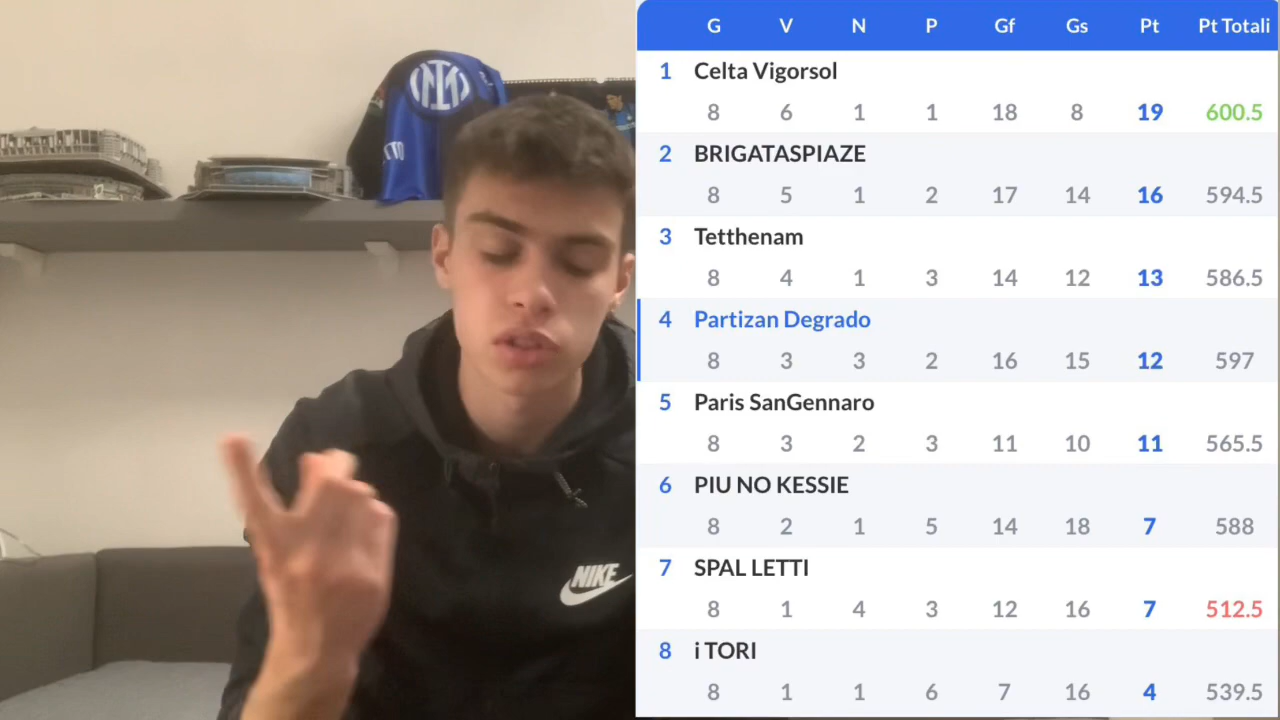 G V N P Gf Gs Pt Pt Totali
1 Celta Vigorsol
8 6 1 1 18 8 19 600.5
2 BRIGATASPIAZE
8 5 1 2 17 14 16 594.5
3 Tetthenam
8 4 1 3 14 12 13 586.5
4 Partizan Degrado
8 3 3 2 16 15 12 597
5 Paris SanGennaro
8 3 2 3 11 10 11 565.5
6 PIU NO KESSIE
8 2 1 5 14 18 7 588
7 SPAL LETTI
8 1 4 3 12 16 7 512.5
8 i TORI
8 1 1 6 7 16 4 539.5
NIKE